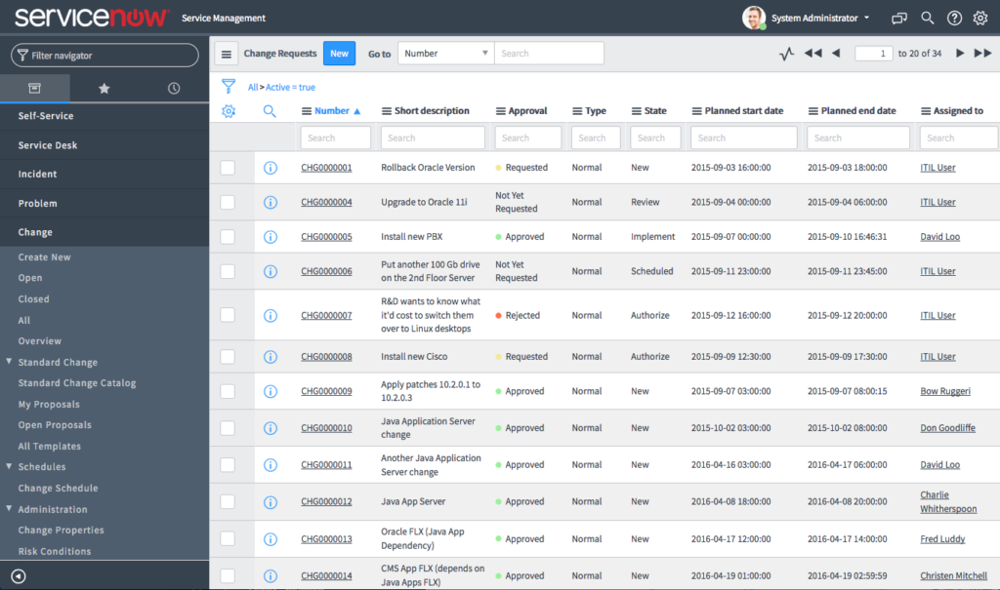 servicenow Service Management System Administrator
Filter navigator
Change Requests New Go to Number Search 1 to 20 of 34
All > Active = true
Number Short description Approval Type State Planned start date Planned end date Assigned to
Search Search Search Search Search Search Search Search
Self-Service
Service Desk
Incident
Problem
Change
Create New
Open
Closed
All
Overview
Standard Change
Standard Change Catalog
My Proposals
Open Proposals
All Templates
Schedules
Change Schedule
Administration
Change Properties
Risk Conditions
CHG0000001 Rollback Oracle Version Requested Normal New 2015-09-03 16:00:00 2015-09-03 18:00:00 ITIL User
CHG0000004 Upgrade to Oracle 11i Not Yet
Requested Normal Review 2015-09-04 00:00:00 2015-09-04 06:00:00 ITIL User
CHG0000005 Install new PBX Approved Normal Implement 2015-09-07 00:00:00 2015-09-10 16:46:31 David Loo
CHG0000006 Put another 100 Gb drive
on the 2nd Floor Server Not Yet
Requested Normal Scheduled 2015-09-11 23:00:00 2015-09-11 23:45:00 ITIL User
CHG0000007 R&D wants to know what
it'd cost to switch them
over to Linux desktops Rejected Normal Authorize 2015-09-12 16:00:00 2015-09-12 20:00:00 ITIL User
CHG0000008 Install new Cisco Requested Normal Authorize 2015-09-09 12:30:00 2015-09-09 17:30:00 ITIL User
CHG0000009 Apply patches 10.2.0.1 to
10.2.0.3 Approved Normal New 2015-09-07 03:00:00 2015-09-07 08:00:15 Bow Ruggeri
CHG0000010 Java Application Server
change Approved Normal New 2015-10-02 03:00:00 2015-10-02 08:00:00 Don Goodliffe
CHG0000011 Another Java Application
Server change Approved Normal New 2016-04-16 03:00:00 2016-04-17 06:00:00 David Loo
CHG0000012 Java App Server Approved Normal New 2016-04-08 18:00:00 2016-04-08 20:00:00 Charlie
Whitherspoon
CHG0000013 Oracle FLX (Java App
Dependency) Approved Normal New 2016-04-17 12:00:00 2016-04-17 14:00:00 Fred Luddy
CHG0000014 CMS App FLX (depends on
Java Apps FLX) Approved Normal New 2016-04-19 01:00:00 2016-04-19 02:59:59 Christen Mitchell